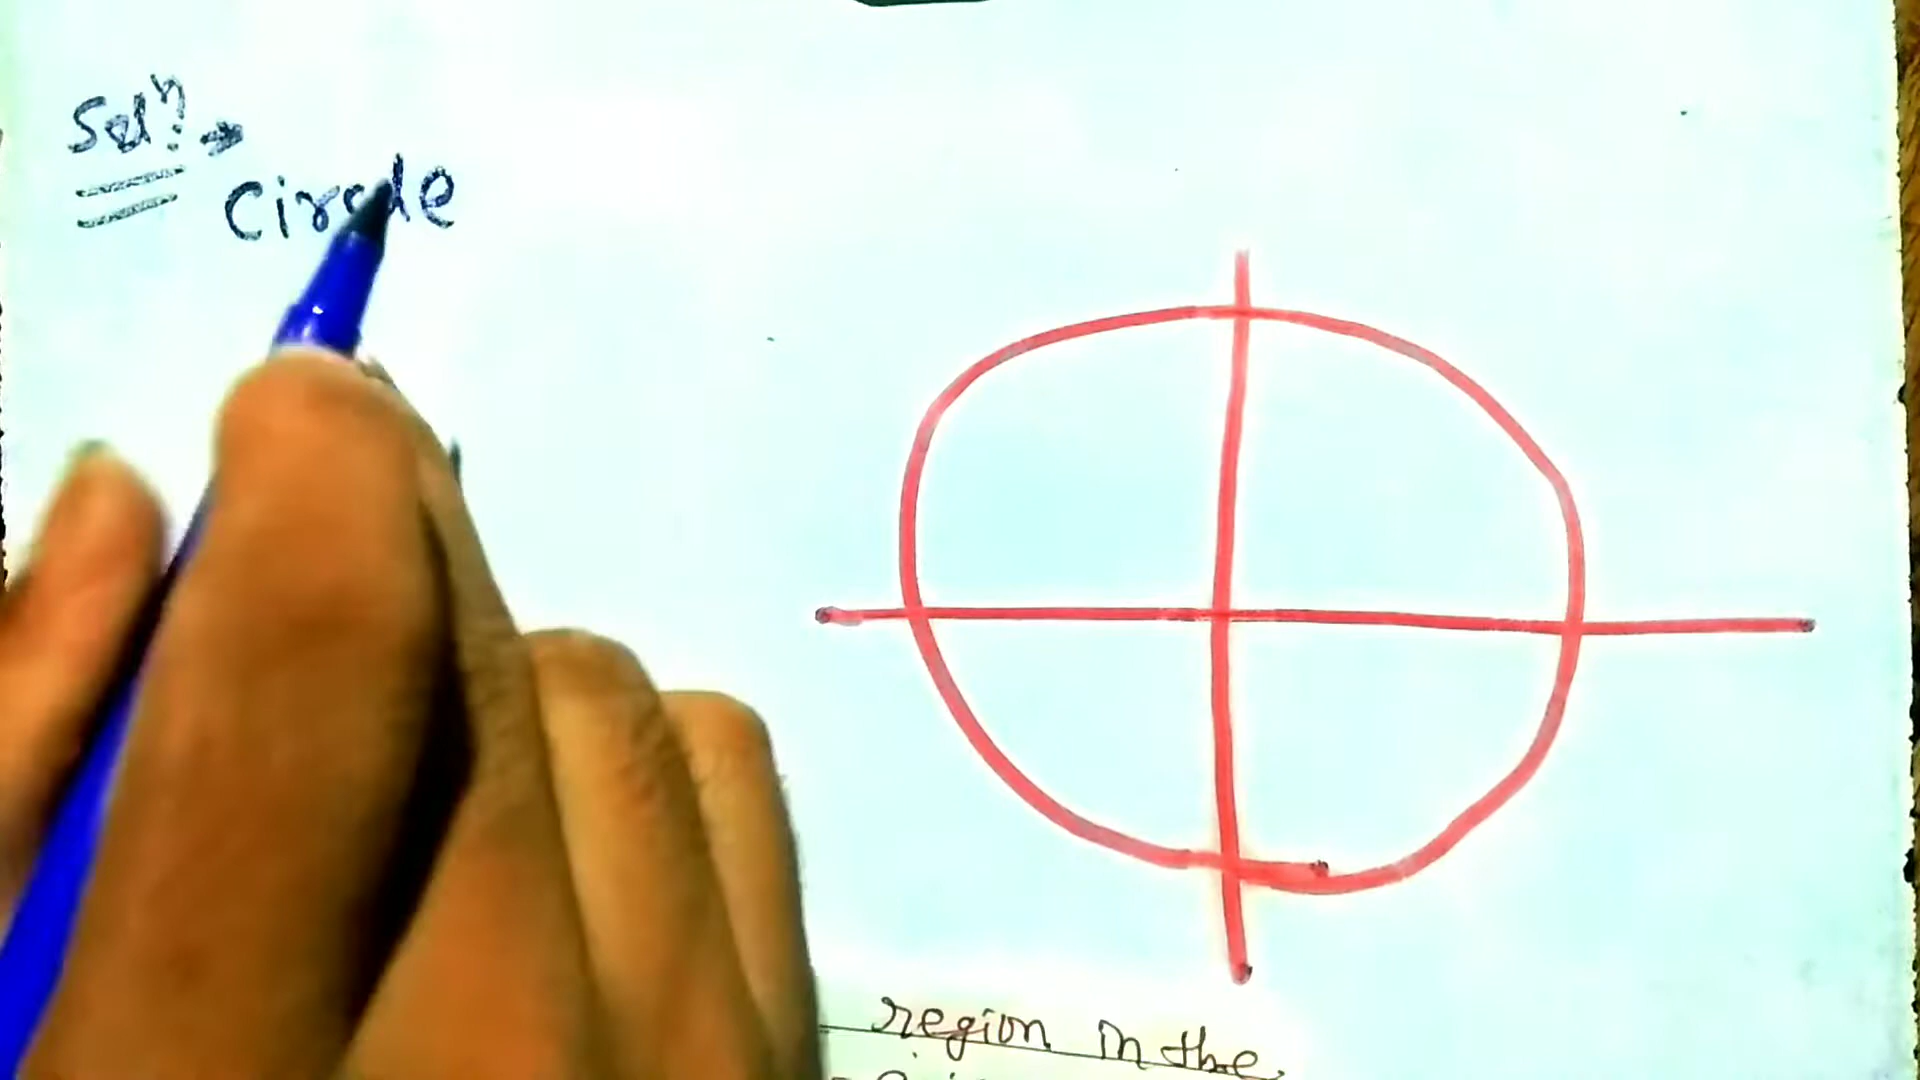 Solⁿ: →
Circle
region in the